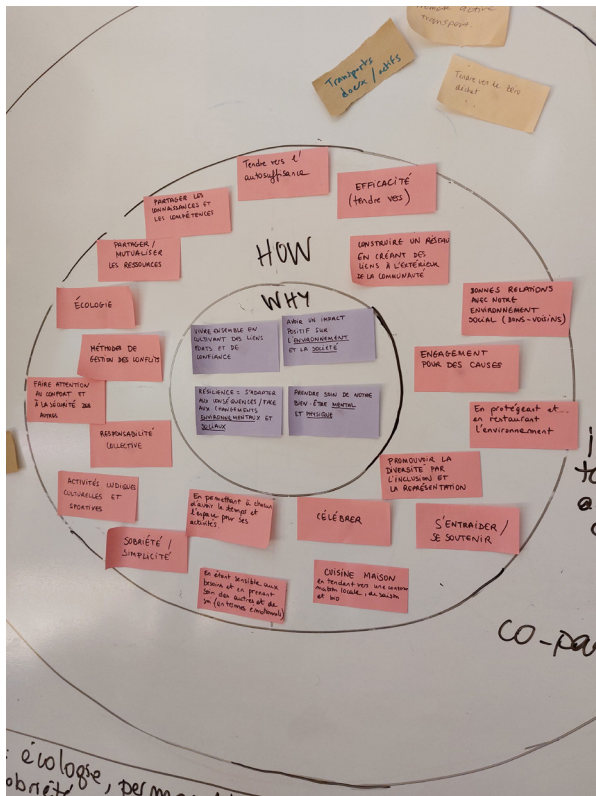 transport.
Transports
doux / actifs
Tendre vers le zéro
déchet
Tendre vers l'
autosuffisance
EFFICACITÉ
(tendre vers)
PARTAGER LES
CONNAISSANCES ET
LES COMPÉTENCES
PARTAGER /
MUTUALISER
LES RESSOURCES
HOW
CONSTRUIRE UN RÉSEAU
EN CRÉANT DES
LIENS À L'EXTÉRIEUR
DE LA COMMUNAUTÉ
ÉCOLOGIE
WHY
BONNES RELATIONS
AVEC NOTRE
ENVIRONNEMENT
SOCIAL (BONS-VOISINS)
VIVRE ENSEMBLE EN
CULTIVANT DES LIENS
FORTS ET DE
CONFIANCE
AVOIR UN IMPACT
POSITIF SUR
L'ENVIRONNEMENT
ET LA SOCIÉTÉ
MÉTHODES DE
GESTION DES CONFLITS
ENGAGEMENT
POUR DES CAUSES
FAIRE ATTENTION
AU CONFORT ET
À LA SÉCURITÉ DES
AUTRES
RÉSILIENCE = S'ADAPTER
AUX CONSÉQUENCES / FACE
AUX CHANGEMENTS
ENVIRONNEMENTAUX ET
SOCIAUX
PRENDRE SOIN DE NOTRE
BIEN-ÊTRE MENTAL
ET PHYSIQUE
En protégeant et...
en restaurant
l'environnement
RESPONSABILITÉ
COLLECTIVE
PROMOUVOIR LA
DIVERSITÉ PAR
L'INCLUSION ET
LA REPRÉSENTATION
ACTIVITÉS LUDIQUES
CULTURELLES ET
SPORTIVES
En permettant à chacun
d'avoir le temps et
l'espace pour ses
activités
CÉLÉBRER
S'ENTRAIDER /
SE SOUTENIR
SOBRIÉTÉ /
SIMPLICITÉ
en étant sensible aux
besoins et en prenant
soin des autres et de
soi (en termes émotionnels)
CUISINE MAISON
en tendant vers une
locale, de saison
et bio
co-pa
écologie, perma
obriété